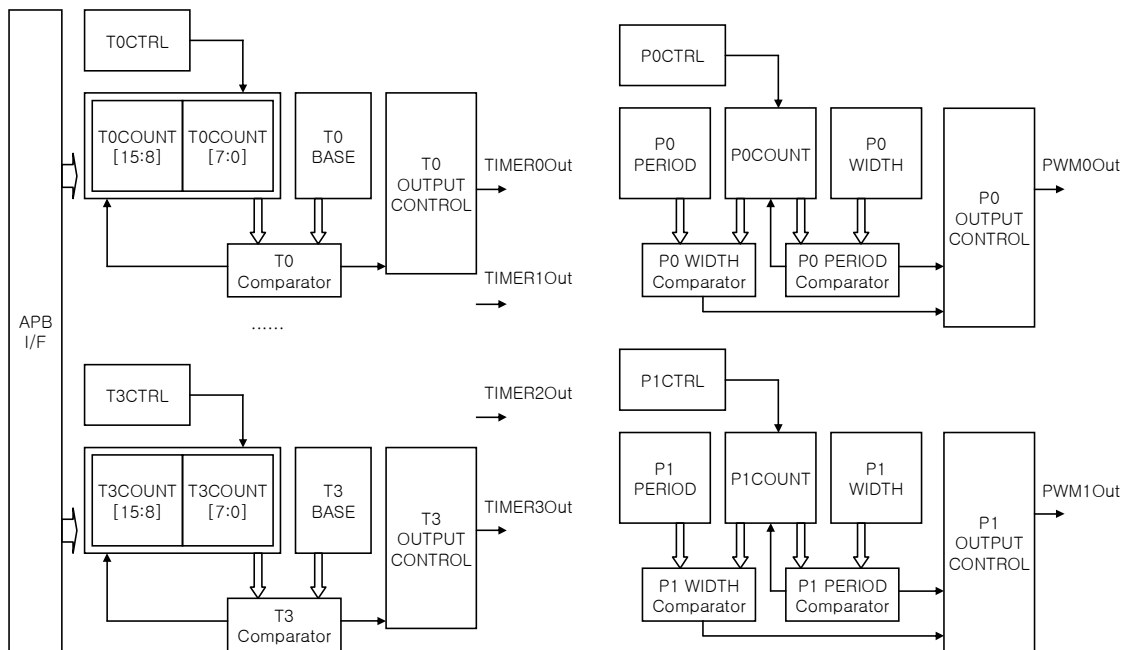 APB
I/F
T0CTRL
T0COUNT
[15:8]
T0COUNT
[7:0]
T0
BASE
T0
OUTPUT
CONTROL
TIMER0Out
T0
Comparator
TIMER1Out
......
T3CTRL
TIMER2Out
T3COUNT
[15:8]
T3COUNT
[7:0]
T3
BASE
T3
OUTPUT
CONTROL
TIMER3Out
T3
Comparator
P0CTRL
P0
PERIOD
P0COUNT
P0
WIDTH
P0
OUTPUT
CONTROL
PWM0Out
P0 WIDTH
Comparator
P0 PERIOD
Comparator
P1CTRL
P1
PERIOD
P1COUNT
P1
WIDTH
P1
OUTPUT
CONTROL
PWM1Out
P1 WIDTH
Comparator
P1 PERIOD
Comparator